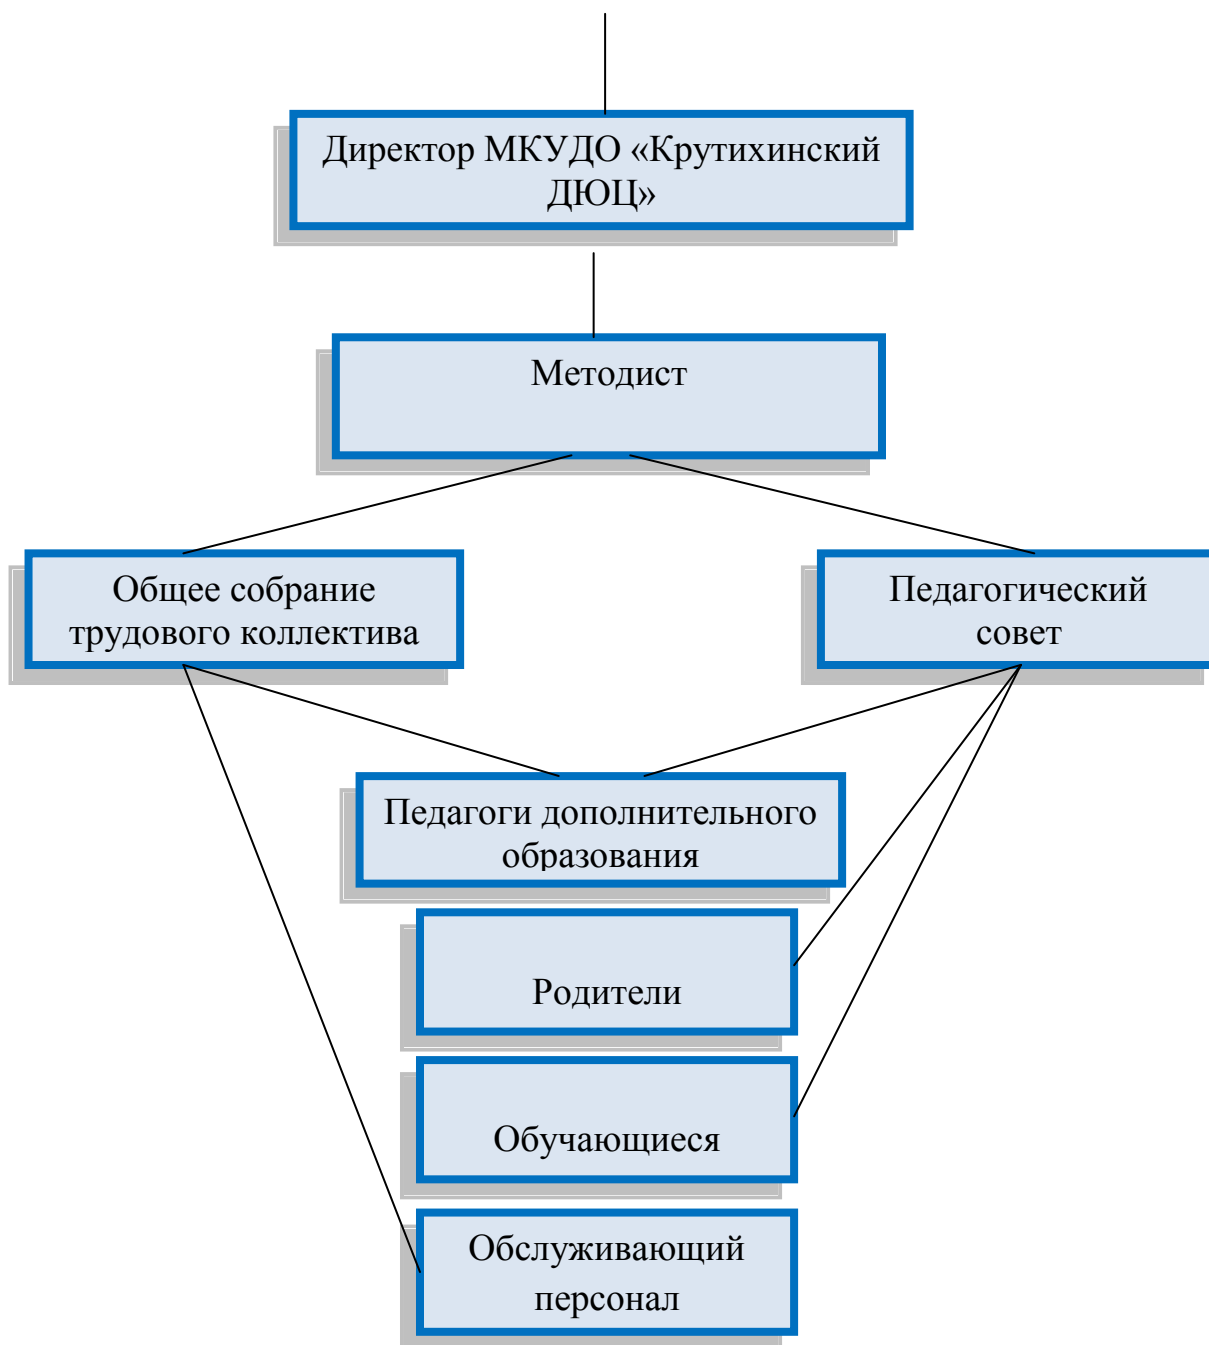 Директор МКУДО «Крутихинский
ДЮЦ»
Методист
Общее собрание
трудового коллектива
Педагогический
совет
Педагоги дополнительного
образования
Родители
Обучающиеся
Обслуживающий
персонал